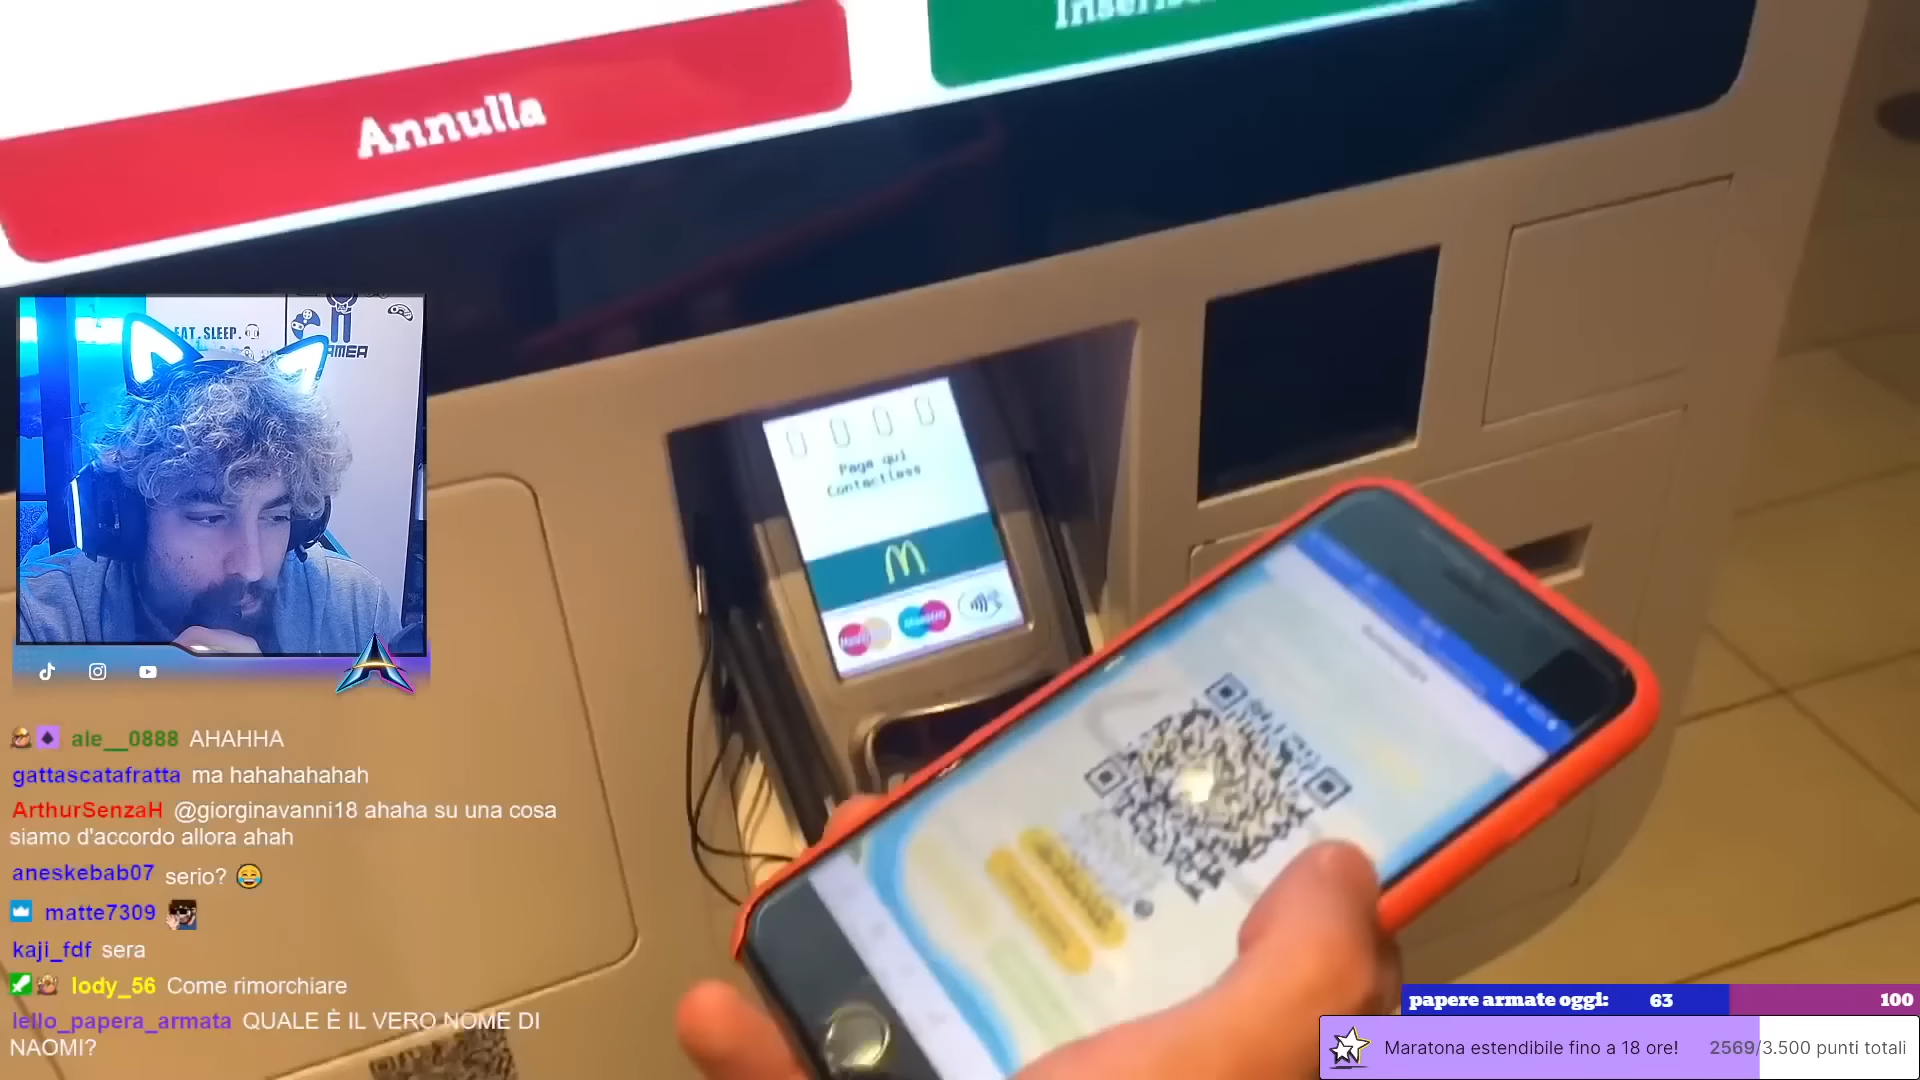 Annulla
EAT.SLEEP.
Paga qui
Contactless
Maestro
ale__0888 AHAHHA
gattascatafratta ma hahahahahah
ArthurSenzaH @giorginavanni18 ahaha su una cosa
siamo d'accordo allora ahah
aneskebab07 serio? 😂
matte7309
kaji_fdf sera
lody_56 Come rimorchiare
lello_papera_armata QUALE È IL VERO NOME DI
NAOMI?
papere armate oggi: 63 100
Maratona estendibile fino a 18 ore! 2569/3.500 punti totali